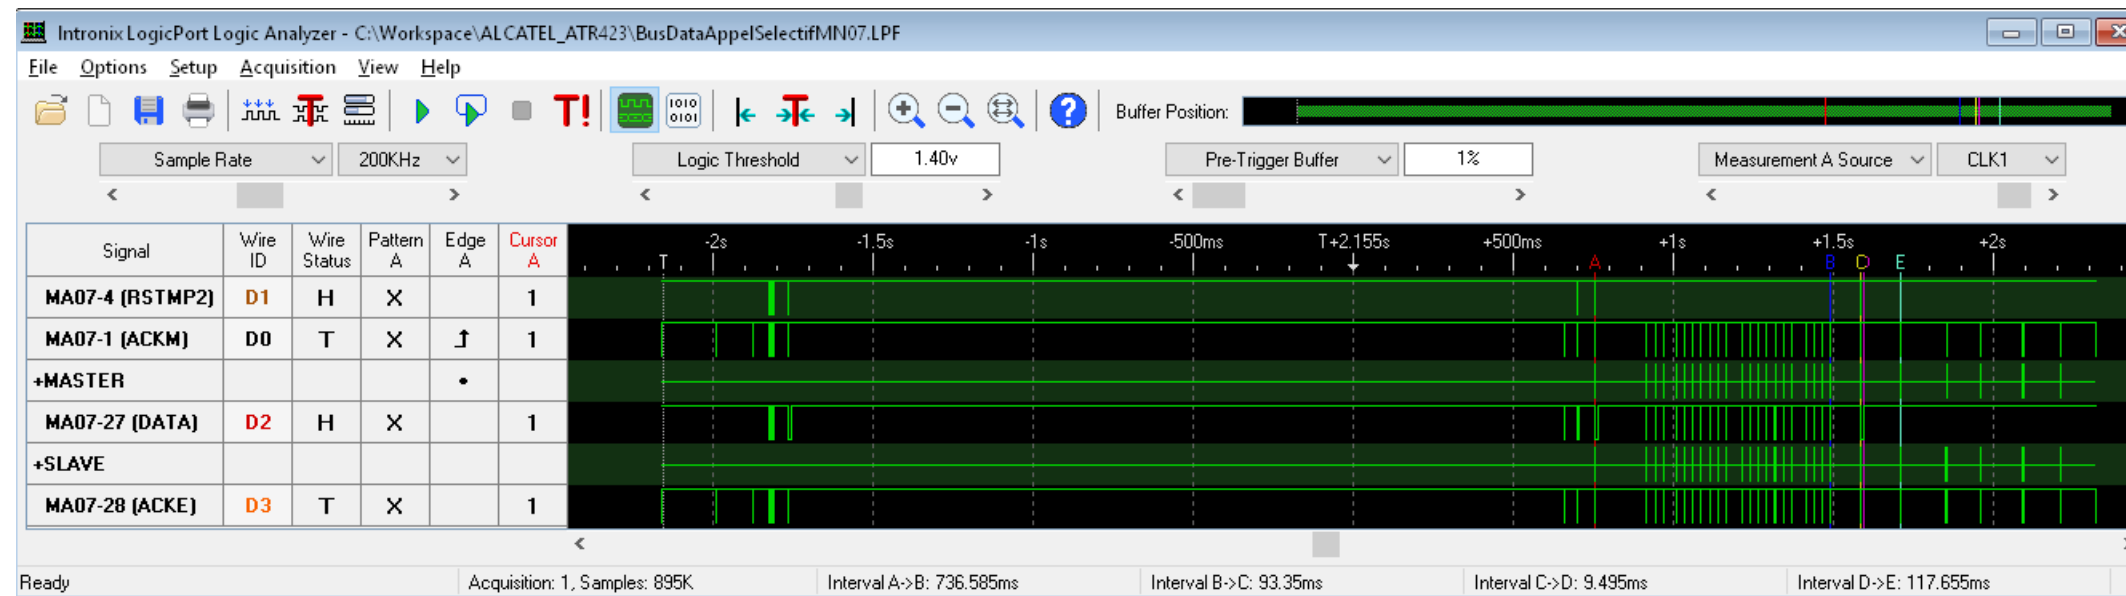 Intronix LogicPort Logic Analyzer - C:\Workspace\ALCATEL_ATR423\BusDataAppelSelectifMN07.LPF
File Options Setup Acquisition View Help
T! 1010 0101 T ? Buffer Position:
Sample Rate 200KHz Logic Threshold 1.40v Pre-Trigger Buffer 1% Measurement A Source CLK1
Signal Wire ID Wire Status Pattern A Edge A Cursor A -2s -1.5s -1s -500ms T+2.155s +500ms +1s +1.5s +2s
T A B C D E
MA07-4 (RSTMP2) D1 H X 1
MA07-1 (ACKM) D0 T X 1
+MASTER
MA07-27 (DATA) D2 H X 1
+SLAVE
MA07-28 (ACKE) D3 T X 1
Ready Acquisition: 1, Samples: 895K Interval A->B: 736.585ms Interval B->C: 93.35ms Interval C->D: 9.495ms Interval D->E: 117.655ms